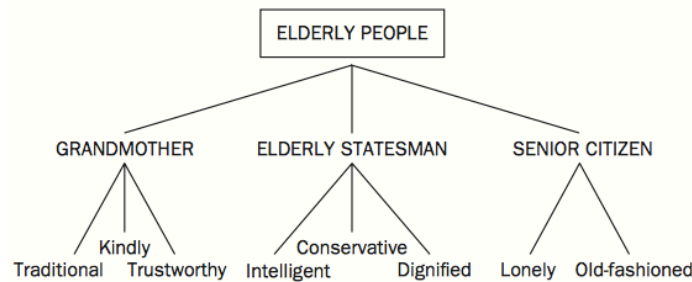 ELDERLY PEOPLE
GRANDMOTHER ELDERLY STATESMAN SENIOR CITIZEN
Kindly Conservative
Traditional Trustworthy Intelligent Dignified Lonely Old-fashioned